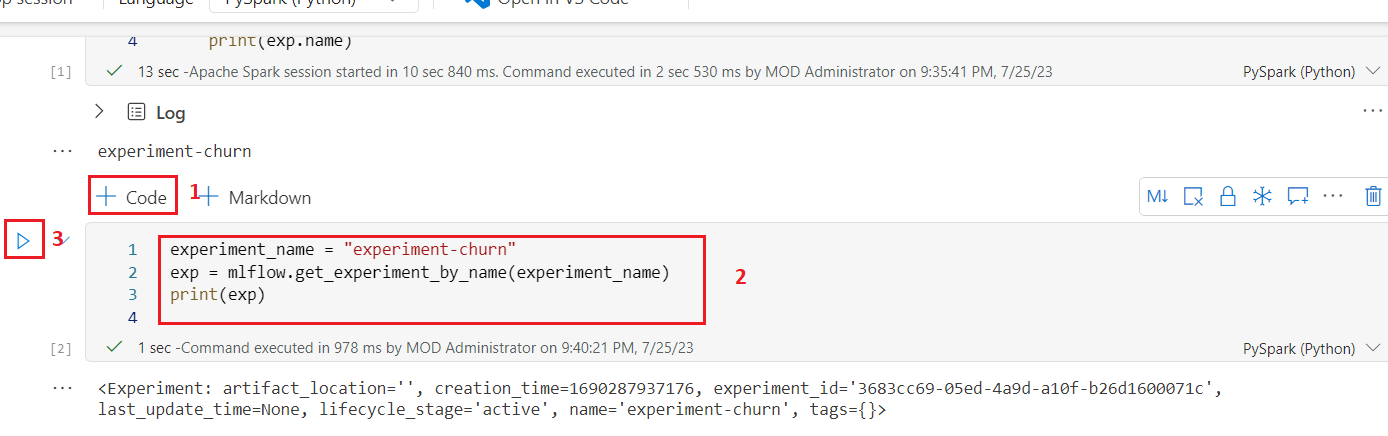 session
Language PySpark (Python) Open in VS Code
4 print(exp.name)
[1] 13 sec -Apache Spark session started in 10 sec 840 ms. Command executed in 2 sec 530 ms by MOD Administrator on 9:35:41 PM, 7/25/23 PySpark (Python)
Log
experiment-churn
Code 1 Markdown M↓
3
1 experiment_name = "experiment-churn"
2 exp = mlflow.get_experiment_by_name(experiment_name)
2
3 print(exp)
4
[2] 1 sec -Command executed in 978 ms by MOD Administrator on 9:40:21 PM, 7/25/23 PySpark (Python)
<Experiment: artifact_location='', creation_time=1690287937176, experiment_id='3683cc69-05ed-4a9d-a10f-b26d1600071c',
last_update_time=None, lifecycle_stage='active', name='experiment-churn', tags={}>